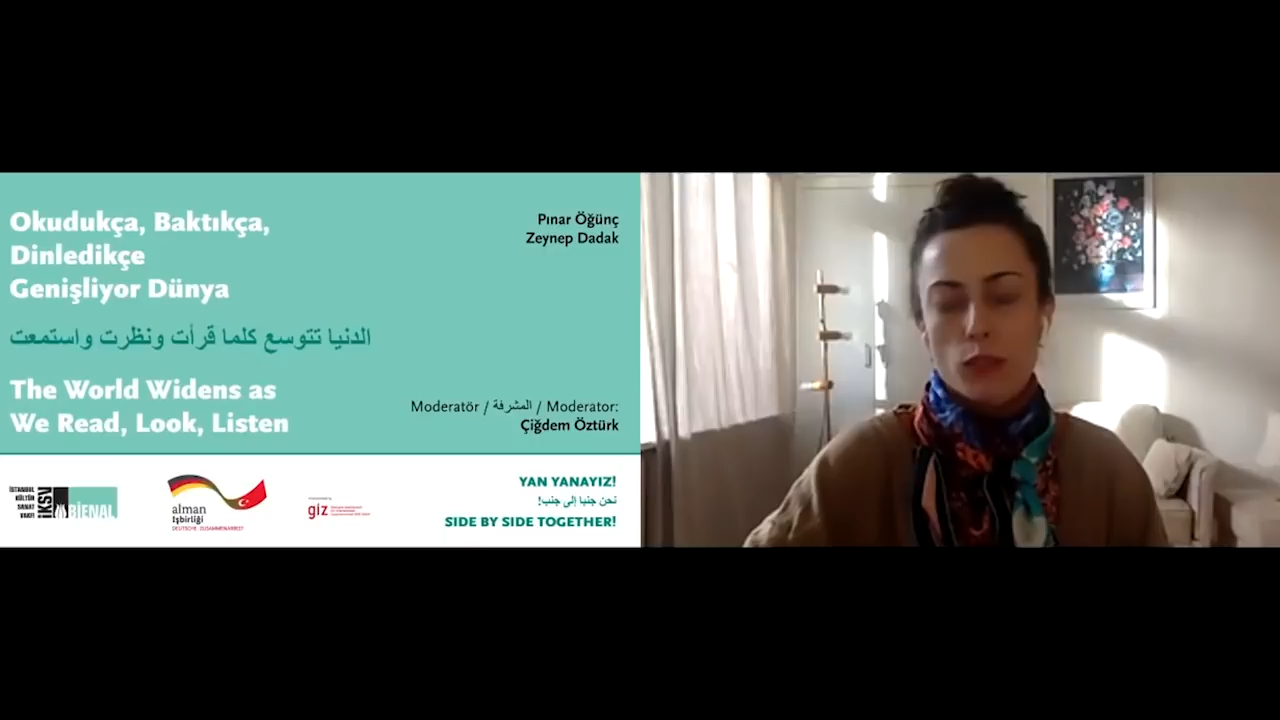 Okudukça, Baktıkça,
Dinledikçe
Genişliyor Dünya
الدنيا تتوسع كلما قرأت ونظرت واستمعت
The World Widens as
We Read, Look, Listen
Pınar Öğünç
Zeynep Dadak
Moderatör / المشرفة / Moderator:
Çiğdem Öztürk
İSTANBUL
KÜLTÜR
SANAT
VAKFI
İKSV
BİENAL
alman
işbirliği
DEUTSCHE ZUSAMMENARBEIT
giz
YAN YANAYIZ!
نحن جنبا إلى جنب!
SIDE BY SIDE TOGETHER!